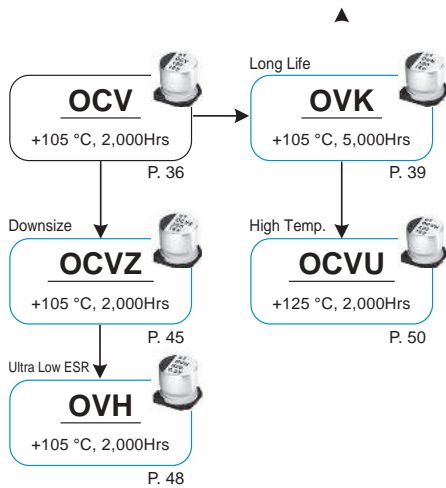 Long Life
OCV
+105 °C, 2,000Hrs
P. 36
OVK
+105 °C, 5,000Hrs
P. 39
Downsize
OCVZ
+105 °C, 2,000Hrs
P. 45
High Temp.
OCVU
+125 °C, 2,000Hrs
P. 50
Ultra Low ESR
OVH
+105 °C, 2,000Hrs
P. 48